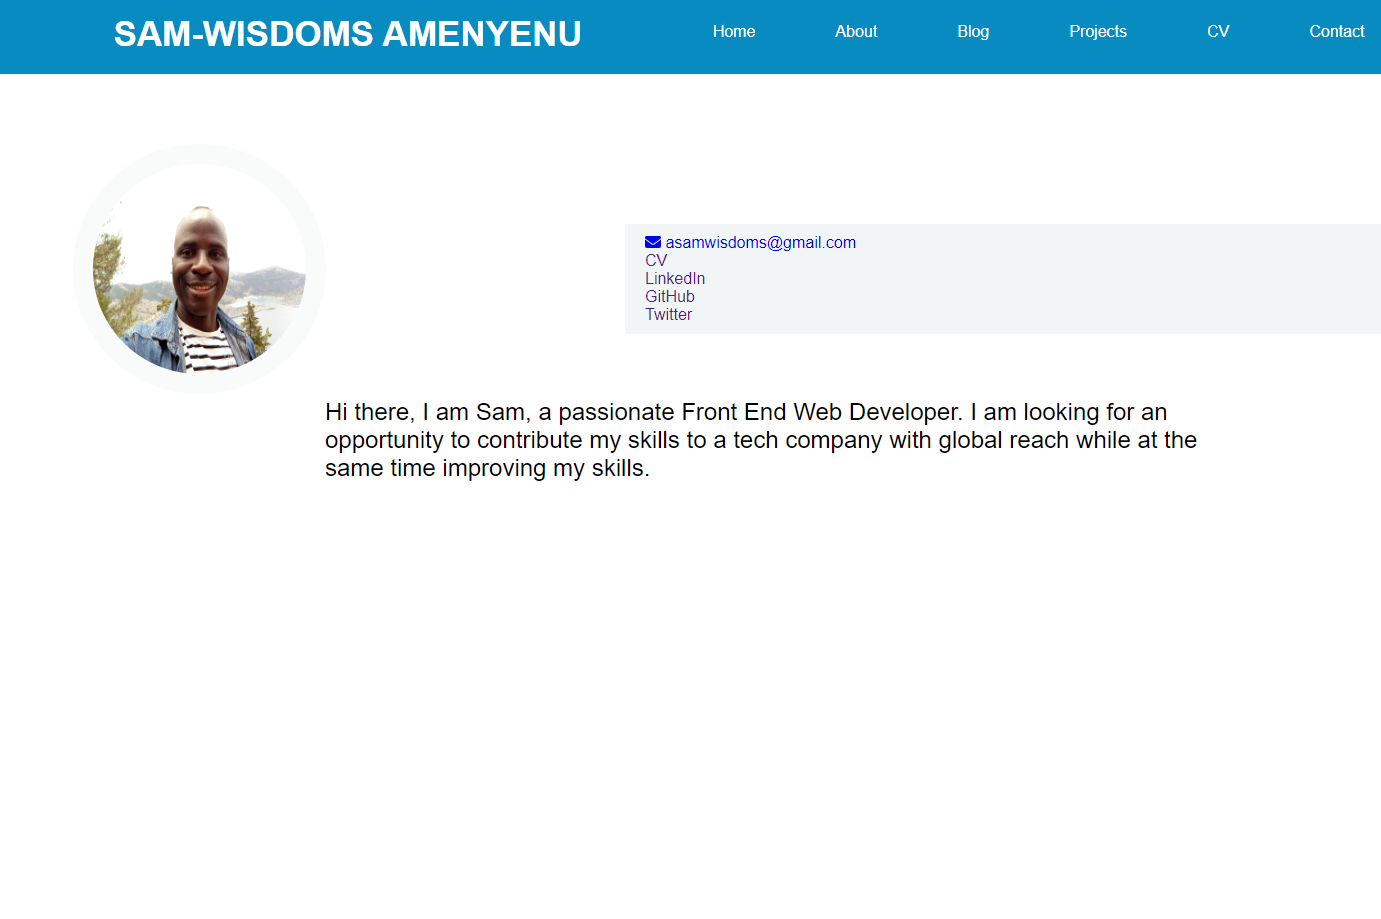 SAM-WISDOMS AMENYENU
Home About Blog Projects CV Contact
asamwisdoms@gmail.com
CV
LinkedIn
GitHub
Twitter
Hi there, I am Sam, a passionate Front End Web Developer. I am looking for an
opportunity to contribute my skills to a tech company with global reach while at the
same time improving my skills.